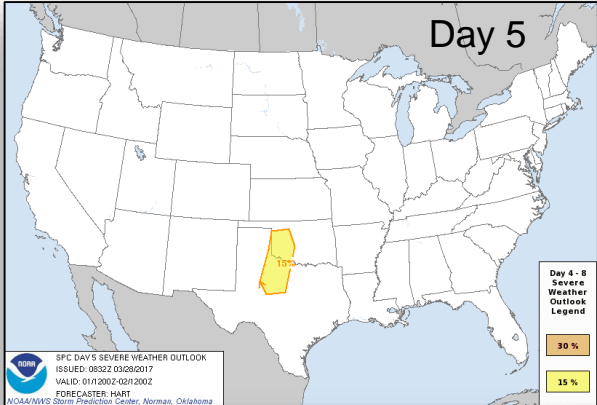 Day 5
15%
Day 4 - 8
Severe
Weather
Outlook
Legend
30 %
15 %
NOAA
SPC DAY 5 SEVERE WEATHER OUTLOOK
ISSUED: 0832Z 03/28/2017
VALID: 01/1200Z-02/1200Z
FORECASTER: HART
NOAA/NWS Storm Prediction Center, Norman, Oklahoma